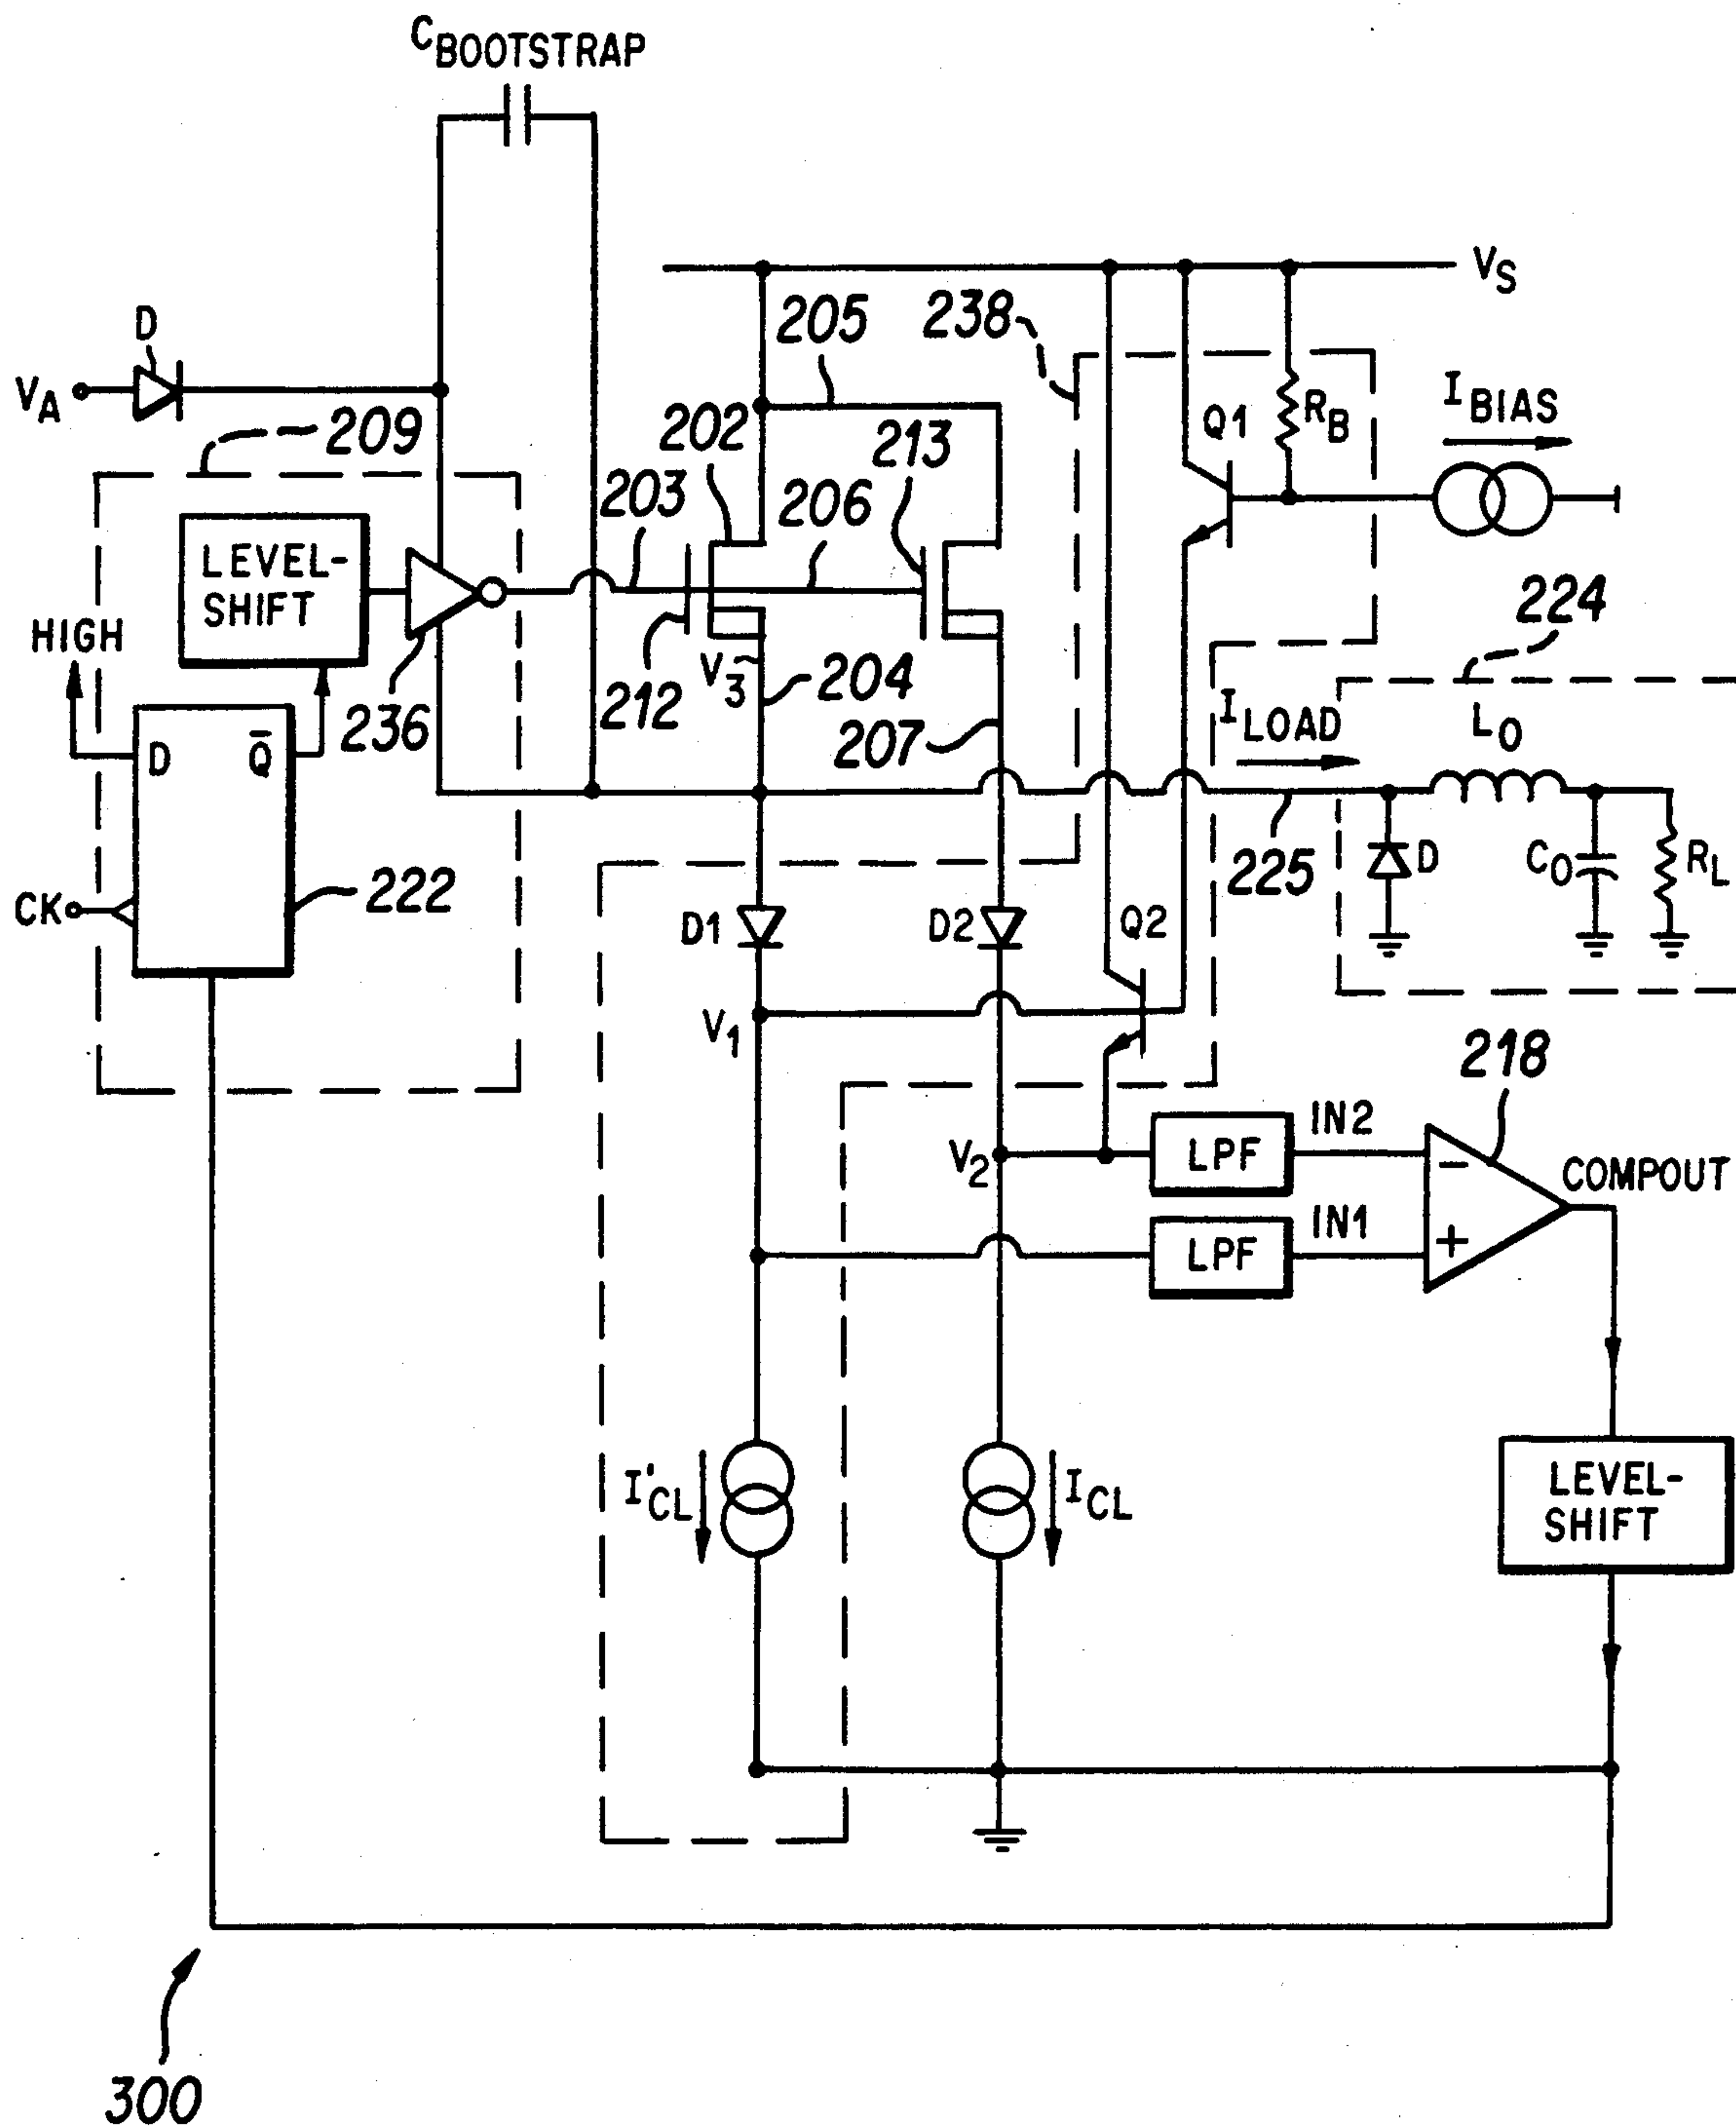 CBOOTSTRAP
VS
205
238
D
VA
209
202
213
Q1
RB
IBIAS
203
206
LEVEL-
SHIFT
224
HIGH
V3
204
212
236
207
ILOAD
LO
D
Q̄
225
D
CO
RL
CK
222
D1
D2
Q2
V1
218
V2
LPF
IN2
−
COMPOUT
LPF
IN1
+
I'CL
ICL
LEVEL-
SHIFT
300